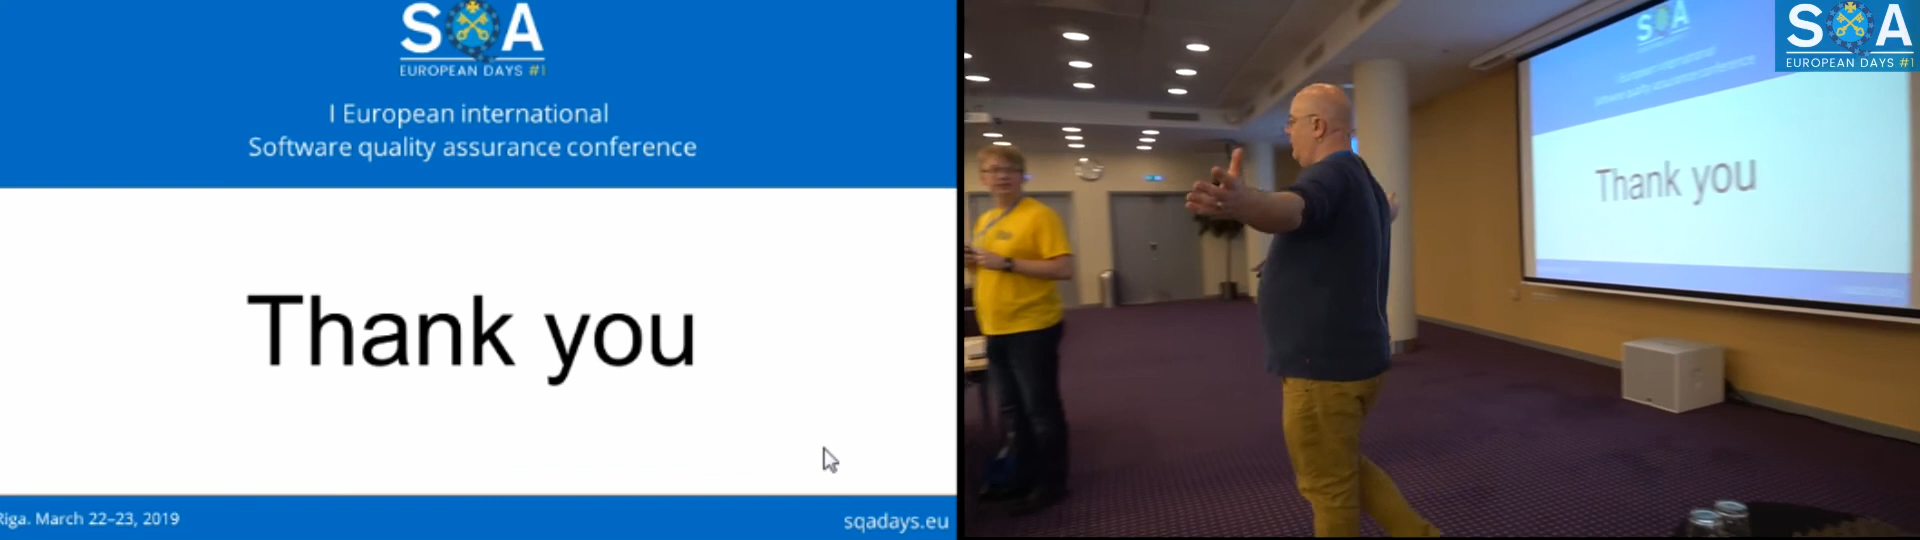 SQA
EUROPEAN DAYS #1
I European international
Software quality assurance conference
Thank you
Riga. March 22–23, 2019
sqadays.eu
SQA
Thank you
SQA
EUROPEAN DAYS #1